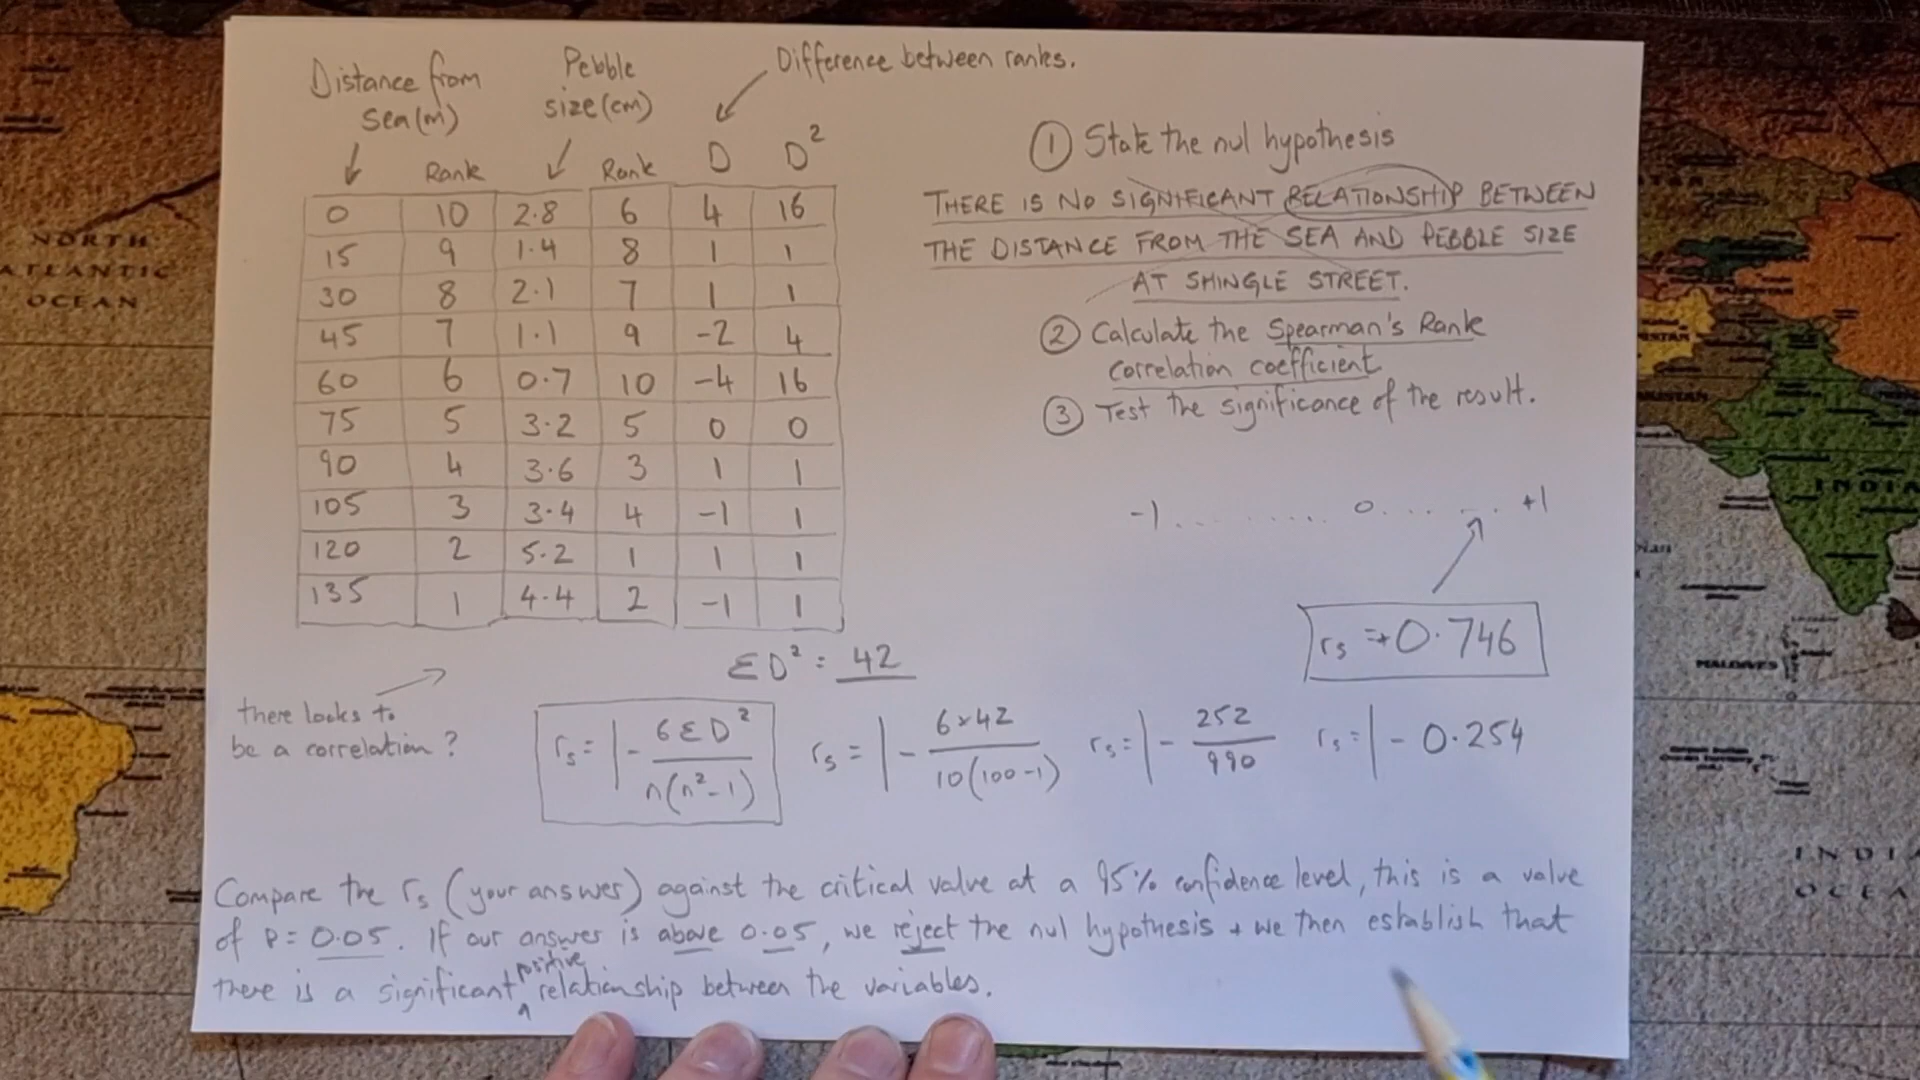 Distance from
sea (m)
Pebble
size (cm)
Difference between ranks.
Rank
Rank
D
D²
0 10 2.8 6 4 16
15 9 1.4 8 1 1
30 8 2.1 7 1 1
45 7 1.1 9 -2 4
60 6 0.7 10 -4 16
75 5 3.2 5 0 0
90 4 3.6 3 1 1
105 3 3.4 4 -1 1
120 2 5.2 1 1 1
135 1 4.4 2 -1 1
ΣD² = 42
there looks to
be a correlation?
① State the nul hypothesis
THERE IS NO SIGNIFICANT RELATIONSHIP BETWEEN
THE DISTANCE FROM THE SEA AND PEBBLE SIZE
AT SHINGLE STREET.
② Calculate the Spearman's Rank
correlation coefficient
③ Test the significance of the result.
-1 . . . . . . . . . . 0 . . . . - . +1
rs = +0.746
rs = 1 - 6ΣD² / n(n²-1)
rs = 1 - 6×42 / 10(100-1)
rs = 1 - 252 / 990
rs = 1 - 0.254
Compare the rs (your answer) against the critical value at a 95% confidence level, this is a value
of P = 0.05. If our answer is above 0.05, we reject the nul hypothesis + we then establish that
there is a significant positive relationship between the variables.
NORTH
ATLANTIC
OCEAN
INDIA
MALDIVES